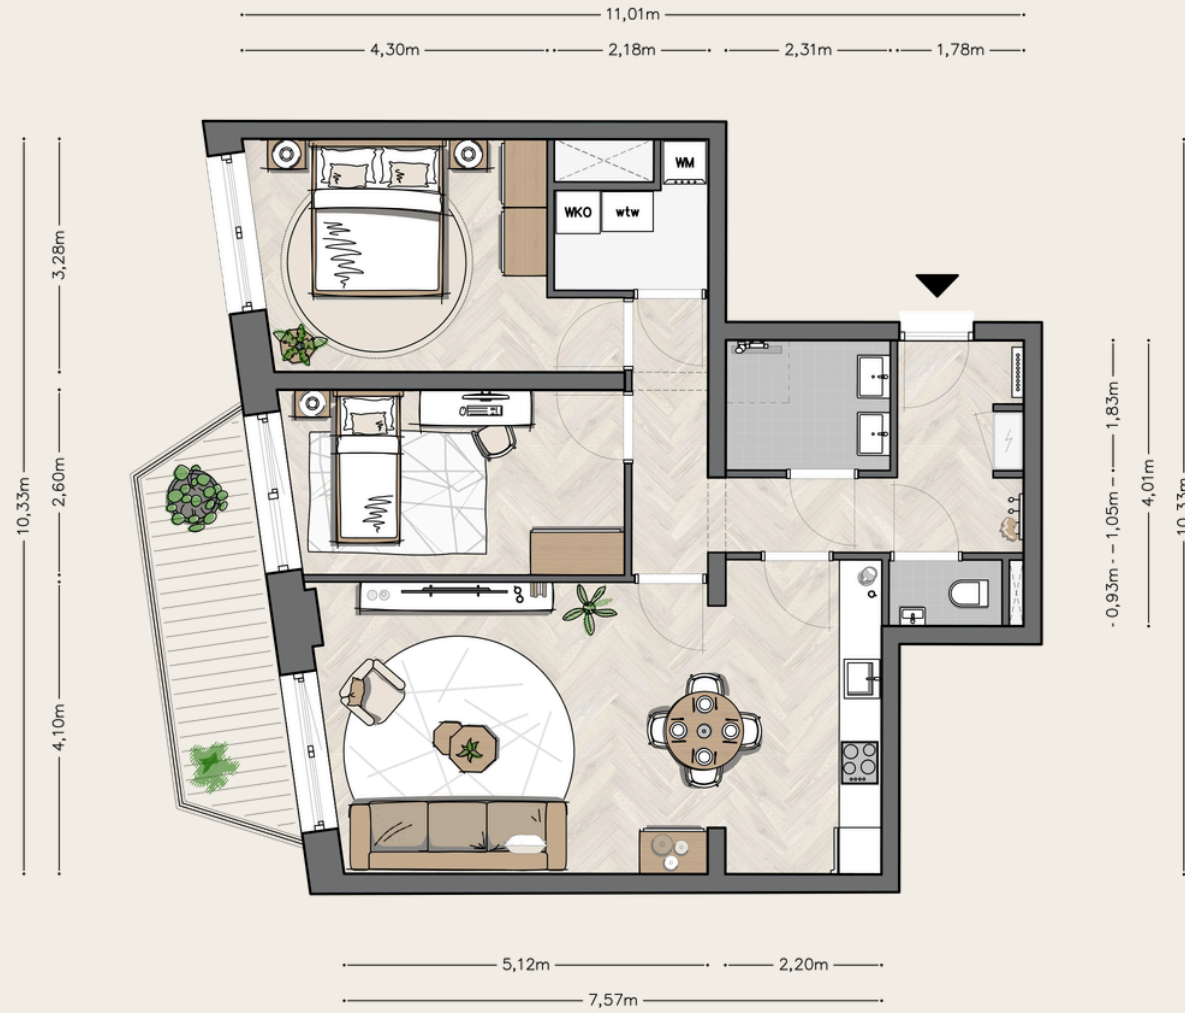 11,01m
4,30m
2,18m
2,31m
1,78m
WM
WKO
wtw
3,28m
2,60m
4,10m
10,33m
1,83m
1,05m
0,93m
4,01m
10,33m
5,12m
2,20m
7,57m